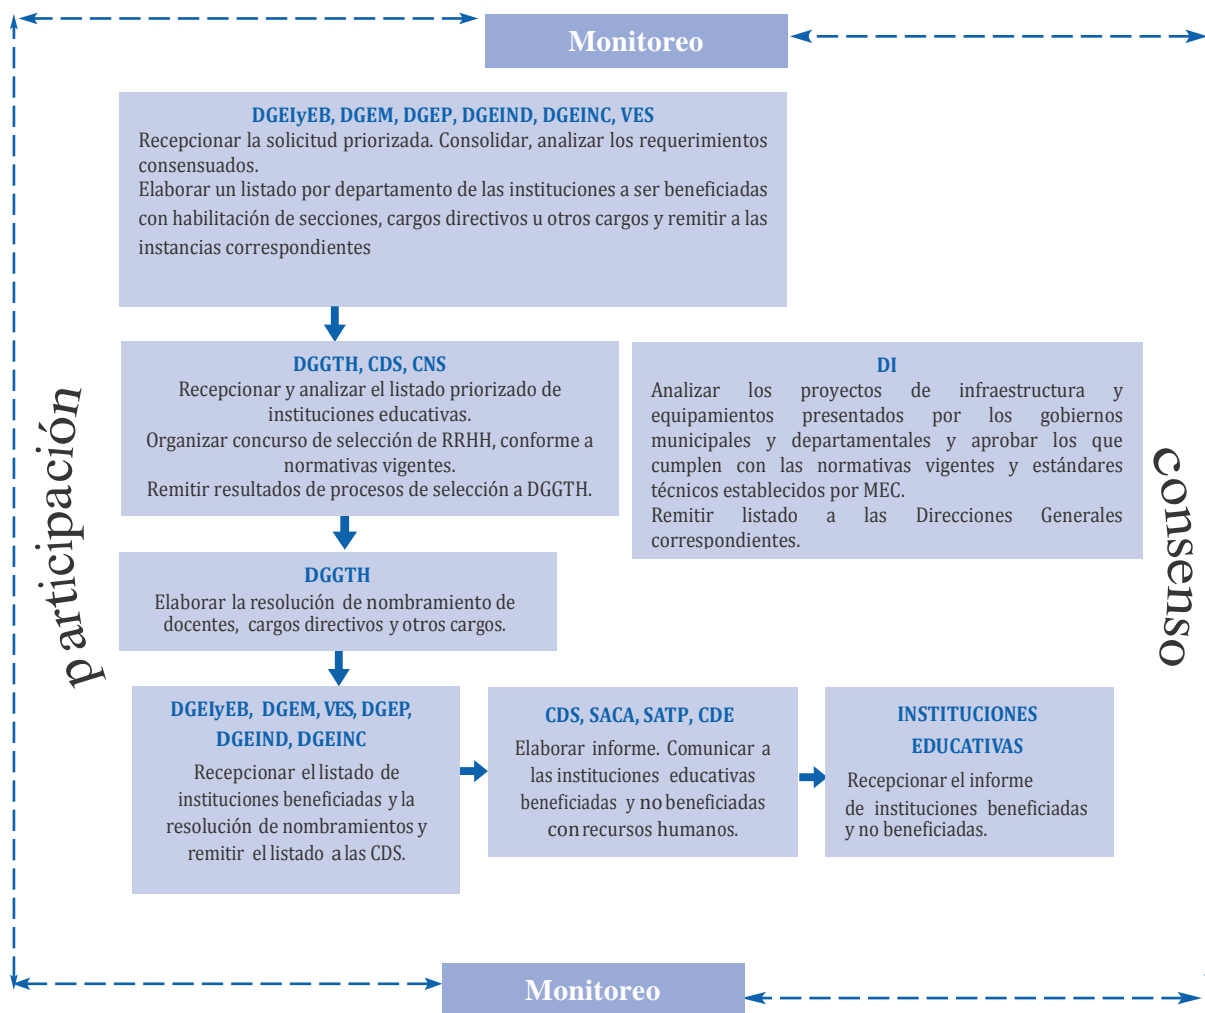 Monitoreo
DGEIyEB, DGEM, DGEP, DGEIND, DGEINC, VES
Recepcionar la solicitud priorizada. Consolidar, analizar los requerimientos
consensuados.
Elaborar un listado por departamento de las instituciones a ser beneficiadas
con habilitación de secciones, cargos directivos u otros cargos y remitir a las
instancias correspondientes
DGGTH, CDS, CNS
Recepcionar y analizar el listado priorizado de
instituciones educativas.
Organizar concurso de selección de RRHH, conforme a
normativas vigentes.
Remitir resultados de procesos de selección a DGGTH.
DI
Analizar los proyectos de infraestructura y
equipamientos presentados por los gobiernos
municipales y departamentales y aprobar los que
cumplen con las normativas vigentes y estándares
técnicos establecidos por MEC.
Remitir listado a las Direcciones Generales
correspondientes.
participación
consenso
DGGTH
Elaborar la resolución de nombramiento de
docentes, cargos directivos y otros cargos.
DGEIyEB, DGEM, VES, DGEP,
DGEIND, DGEINC
Recepcionar el listado de
instituciones beneficiadas y la
resolución de nombramientos y
remitir el listado a las CDS.
CDS, SACA, SATP, CDE
Elaborar informe. Comunicar a
las instituciones educativas
beneficiadas y no beneficiadas
con recursos humanos.
INSTITUCIONES
EDUCATIVAS
Recepcionar el informe
de instituciones beneficiadas
y no beneficiadas.
Monitoreo